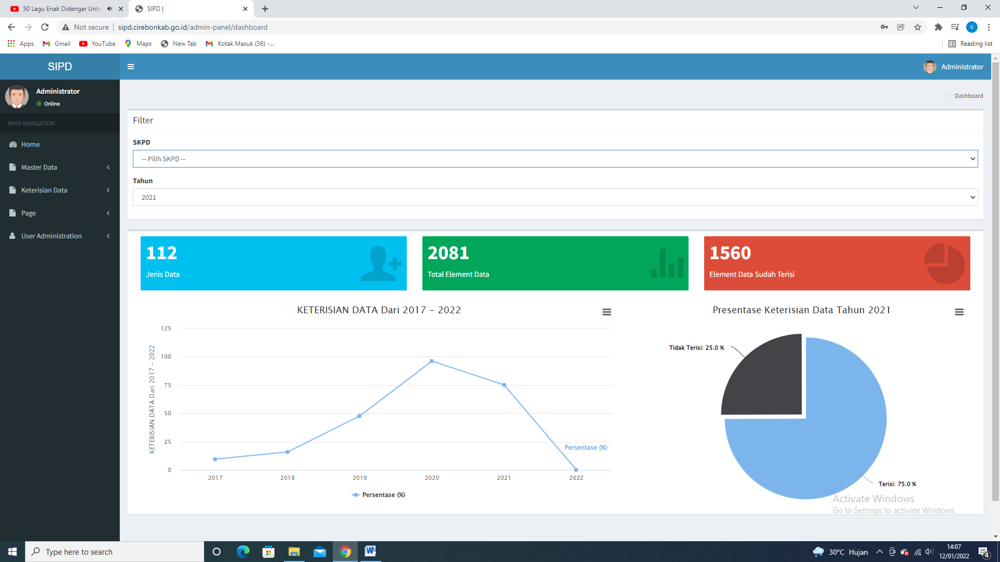 50 Lagu Enak Didengar Untu
SIPD |
Not secure
sipd.cirebonkab.go.id/admin-panel/dashboard
c
Apps
Gmail
YouTube
Maps
New Tab
Kotak Masuk (36) -...
Reading list
SIPD
Administrator
Administrator
Online
> Dashboard
MAIN NAVIGATION
Home
Master Data
Keterisian Data
Page
User Administration
Filter
SKPD
-- Pilih SKPD --
Tahun
2021
112
Jenis Data
2081
Total Element Data
1560
Element Data Sudah Terisi
KETERISIAN DATA Dari 2017 - 2022
KETERISIAN DATA Dari 2017 - 2022
125
100
75
50
25
0
Persentase (%)
2017
2018
2019
2020
2021
2022
Persentase (%)
Presentase Keterisian Data Tahun 2021
Tidak Terisi: 25.0 %
Terisi: 75.0 %
Activate Windows
Go to Settings to activate Windows.
Type here to search
30°C Hujan
14:07
12/01/2022
4